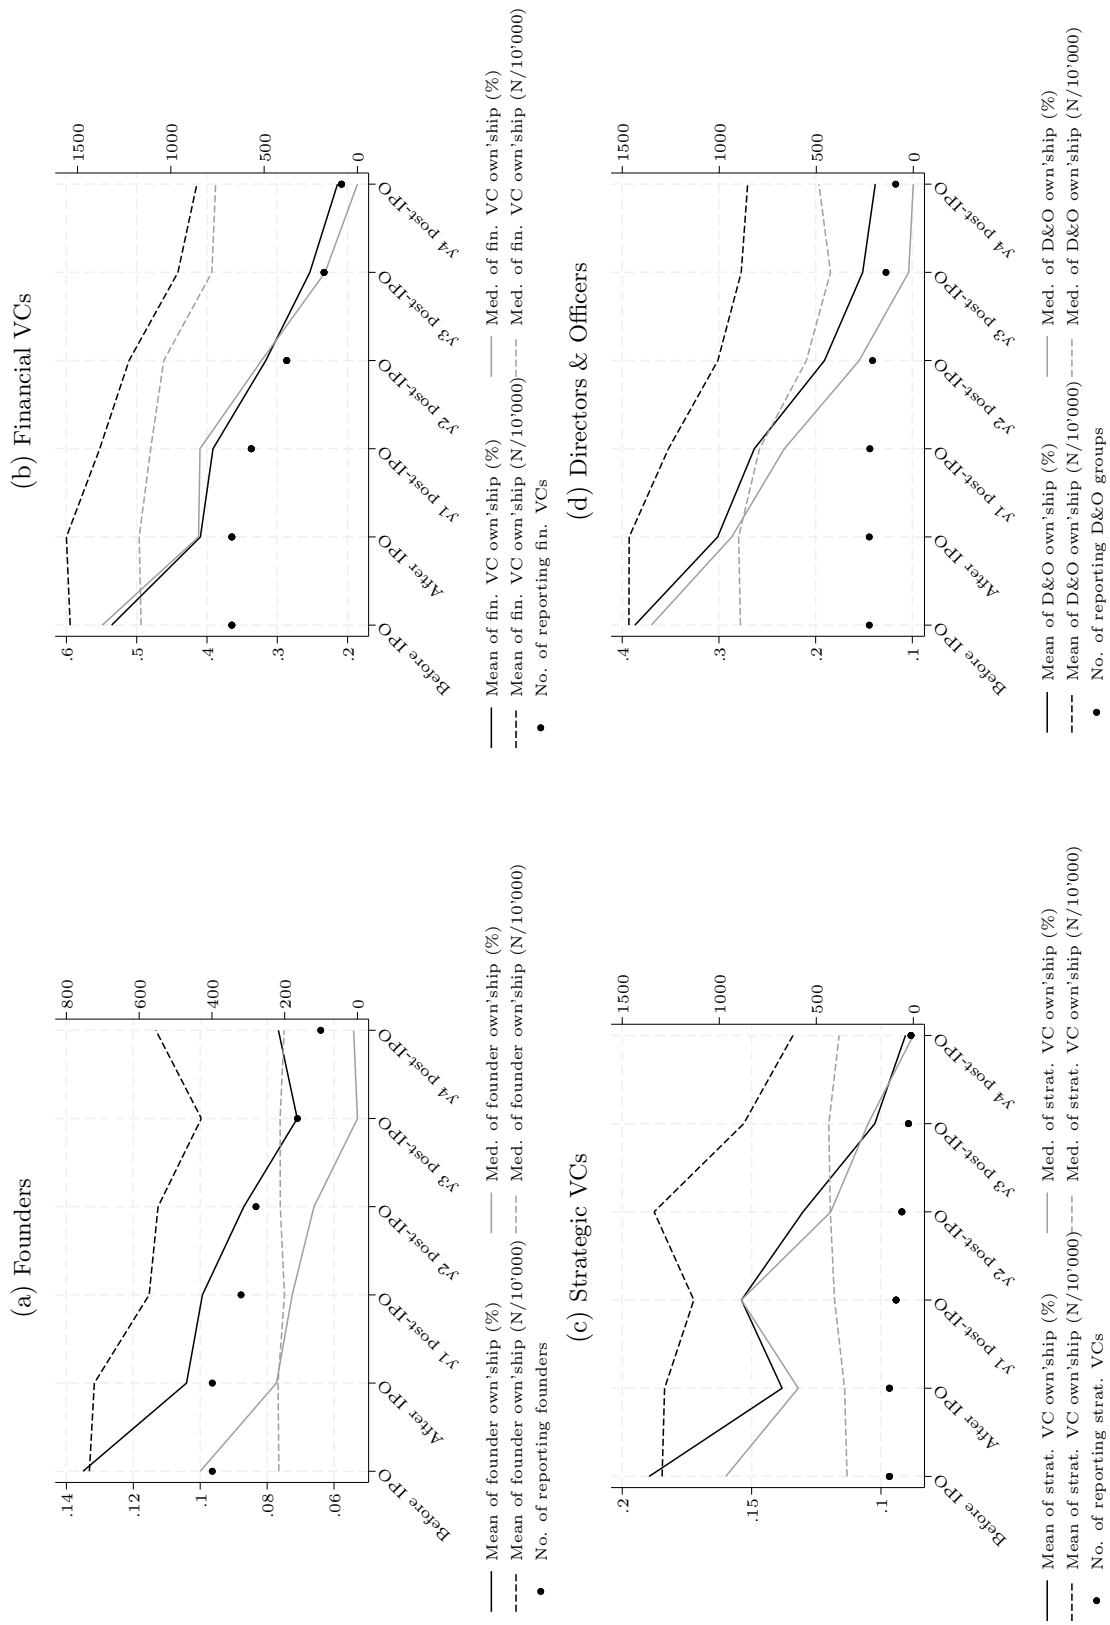 (a) Founders
.14
.12
.1
.08
.06
800
600
400
200
0
Before IPO
After IPO
y1 post-IPO
y2 post-IPO
y3 post-IPO
y4 post-IPO
Mean of founder own'ship (%)
Med. of founder own'ship (%)
Mean of founder own'ship (N/10'000)
Med. of founder own'ship (N/10'000)
No. of reporting founders
(b) Financial VCs
.6
.5
.4
.3
.2
1500
1000
500
0
Before IPO
After IPO
y1 post-IPO
y2 post-IPO
y3 post-IPO
y4 post-IPO
Mean of fin. VC own'ship (%)
Med. of fin. VC own'ship (%)
Mean of fin. VC own'ship (N/10'000)
Med. of fin. VC own'ship (N/10'000)
No. of reporting fin. VCs
(c) Strategic VCs
.2
.15
.1
1500
1000
500
0
Before IPO
After IPO
y1 post-IPO
y2 post-IPO
y3 post-IPO
y4 post-IPO
Mean of strat. VC own'ship (%)
Med. of strat. VC own'ship (%)
Mean of strat. VC own'ship (N/10'000)
Med. of strat. VC own'ship (N/10'000)
No. of reporting strat. VCs
(d) Directors & Officers
.4
.3
.2
.1
1500
1000
500
0
Before IPO
After IPO
y1 post-IPO
y2 post-IPO
y3 post-IPO
y4 post-IPO
Mean of D&O own'ship (%)
Med. of D&O own'ship (%)
Mean of D&O own'ship (N/10'000)
Med. of D&O own'ship (N/10'000)
No. of reporting D&O groups